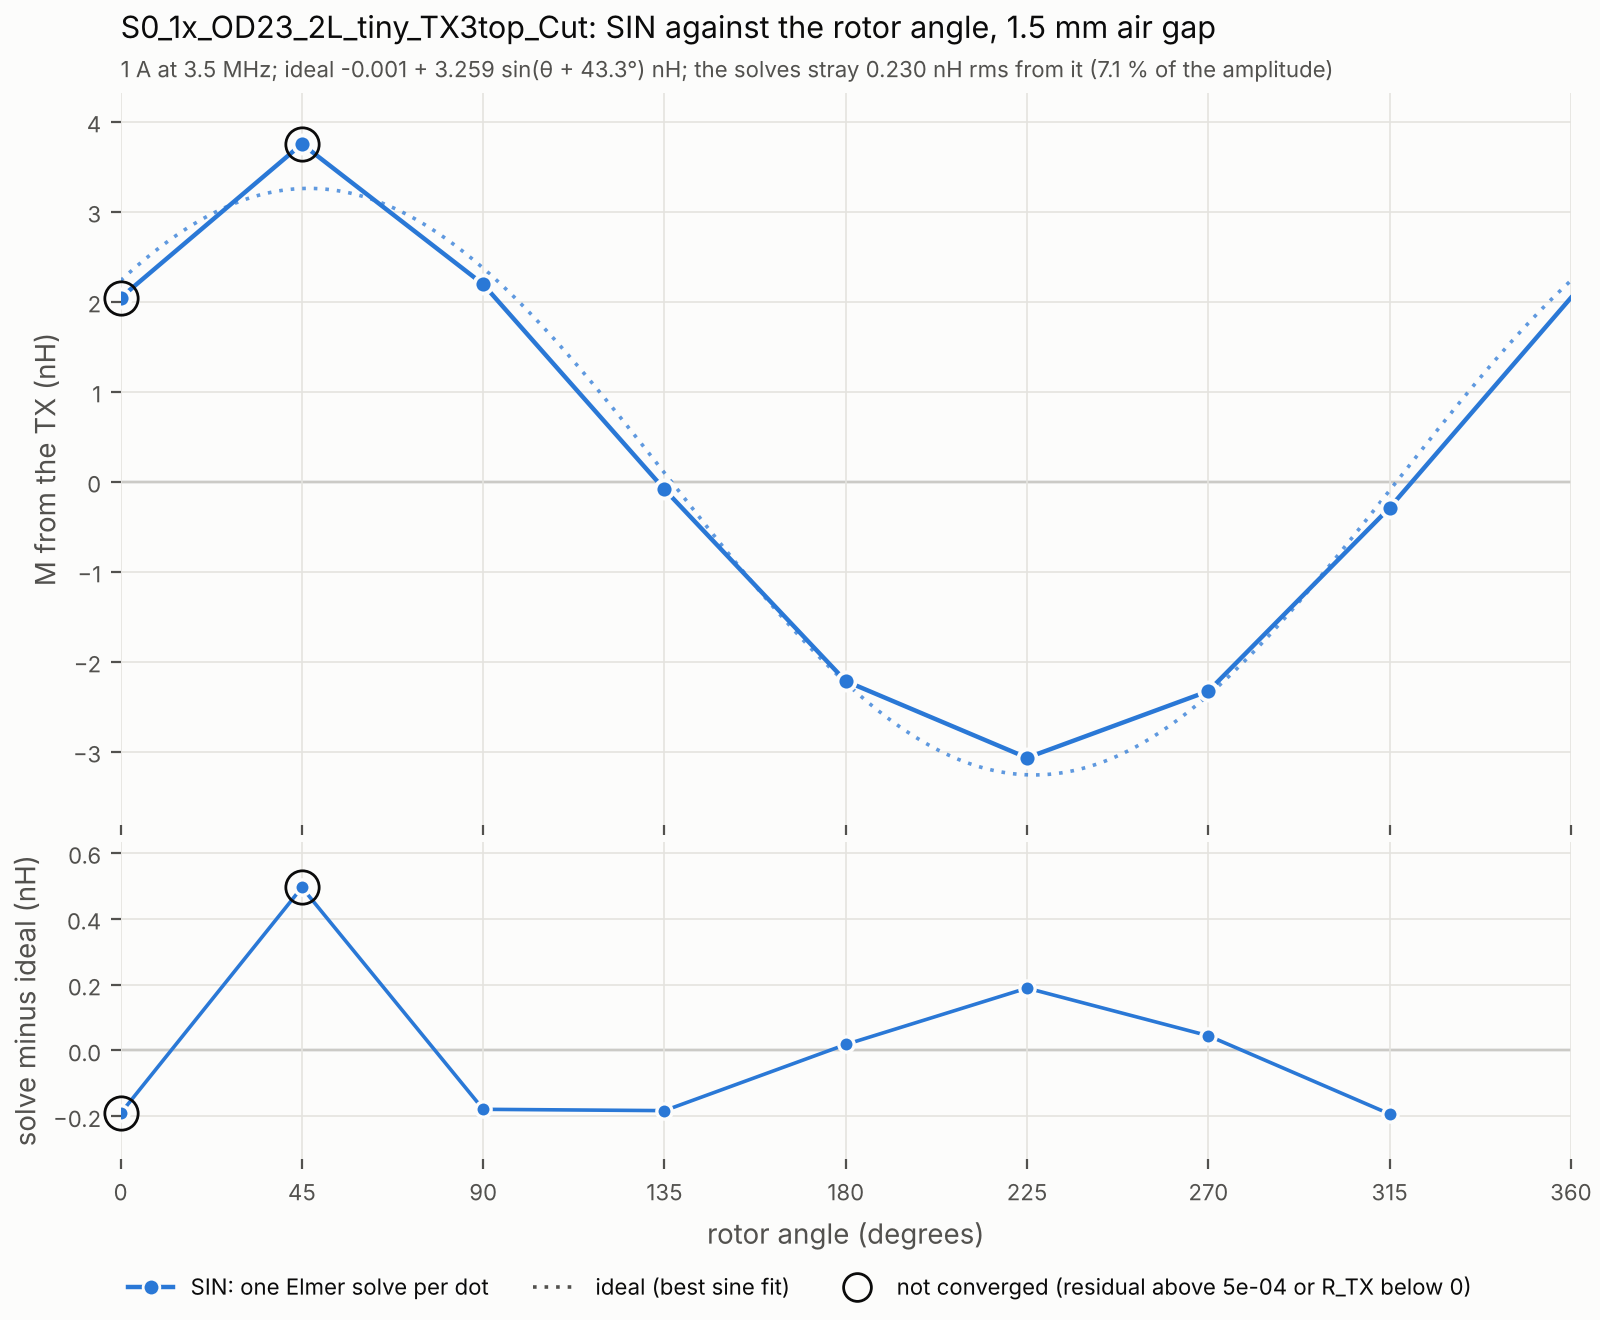 S0_1x_OD23_2L_tiny_TX3top_Cut: SIN against the rotor angle, 1.5 mm air gap
1 A at 3.5 MHz; ideal -0.001 + 3.259 sin(θ + 43.3°) nH; the solves stray 0.230 nH rms from it (7.1 % of the amplitude)
M from the TX (nH)
4
3
2
1
0
−1
−2
−3
solve minus ideal (nH)
0.6
0.4
0.2
0.0
−0.2
0 45 90 135 180 225 270 315 360
rotor angle (degrees)
SIN: one Elmer solve per dot ideal (best sine fit) not converged (residual above 5e-04 or R_TX below 0)